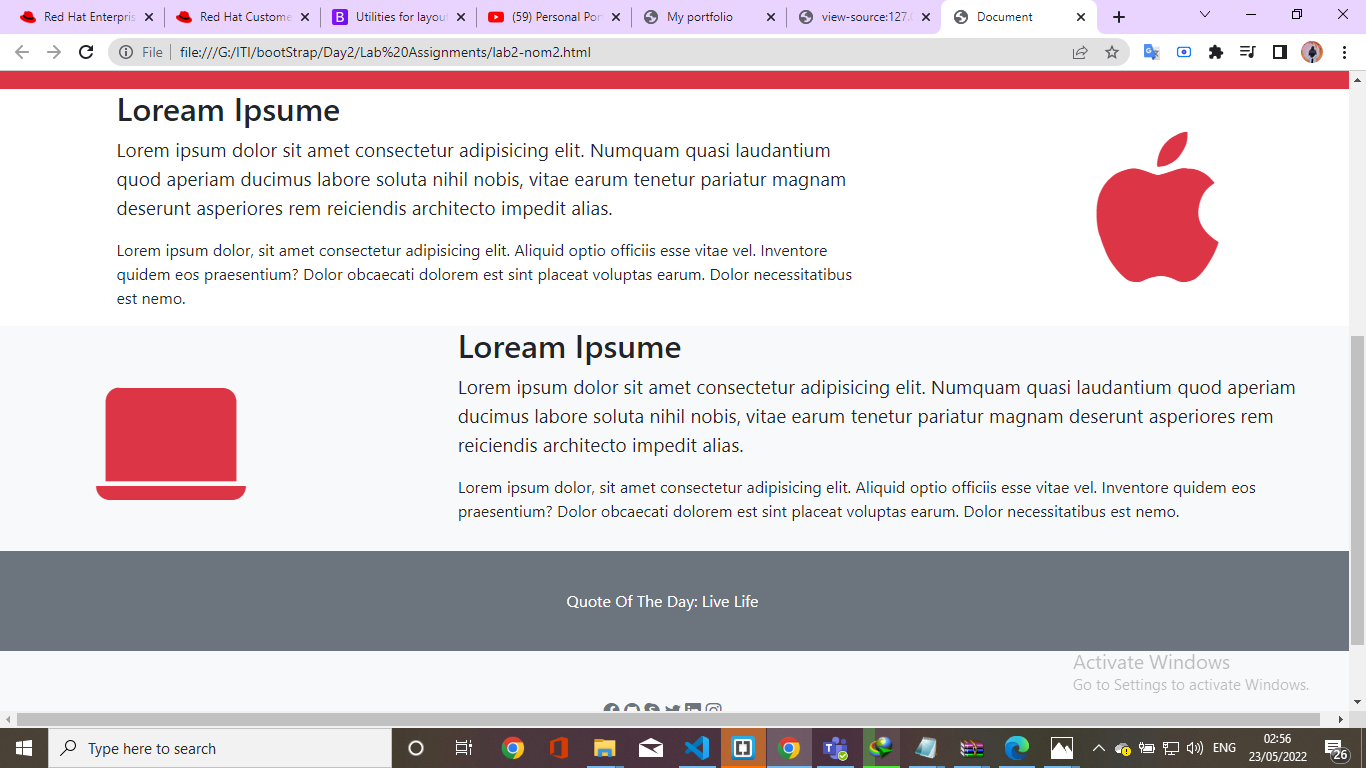 Red Hat Enterpris
Red Hat Custome
Utilities for layou
(59) Personal Por
My portfolio
view-source:127.
Document
File
file:///G:/ITI/bootStrap/Day2/Lab%20Assignments/lab2-nom2.html
Loream Ipsume
Lorem ipsum dolor sit amet consectetur adipisicing elit. Numquam quasi laudantium
quod aperiam ducimus labore soluta nihil nobis, vitae earum tenetur pariatur magnam
deserunt asperiores rem reiciendis architecto impedit alias.
Lorem ipsum dolor, sit amet consectetur adipisicing elit. Aliquid optio officiis esse vitae vel. Inventore
quidem eos praesentium? Dolor obcaecati dolorem est sint placeat voluptas earum. Dolor necessitatibus
est nemo.
Loream Ipsume
Lorem ipsum dolor sit amet consectetur adipisicing elit. Numquam quasi laudantium quod aperiam
ducimus labore soluta nihil nobis, vitae earum tenetur pariatur magnam deserunt asperiores rem
reiciendis architecto impedit alias.
Lorem ipsum dolor, sit amet consectetur adipisicing elit. Aliquid optio officiis esse vitae vel. Inventore quidem eos
praesentium? Dolor obcaecati dolorem est sint placeat voluptas earum. Dolor necessitatibus est nemo.
Quote Of The Day: Live Life
Activate Windows
Go to Settings to activate Windows.
Type here to search
ENG
02:56
23/05/2022
26